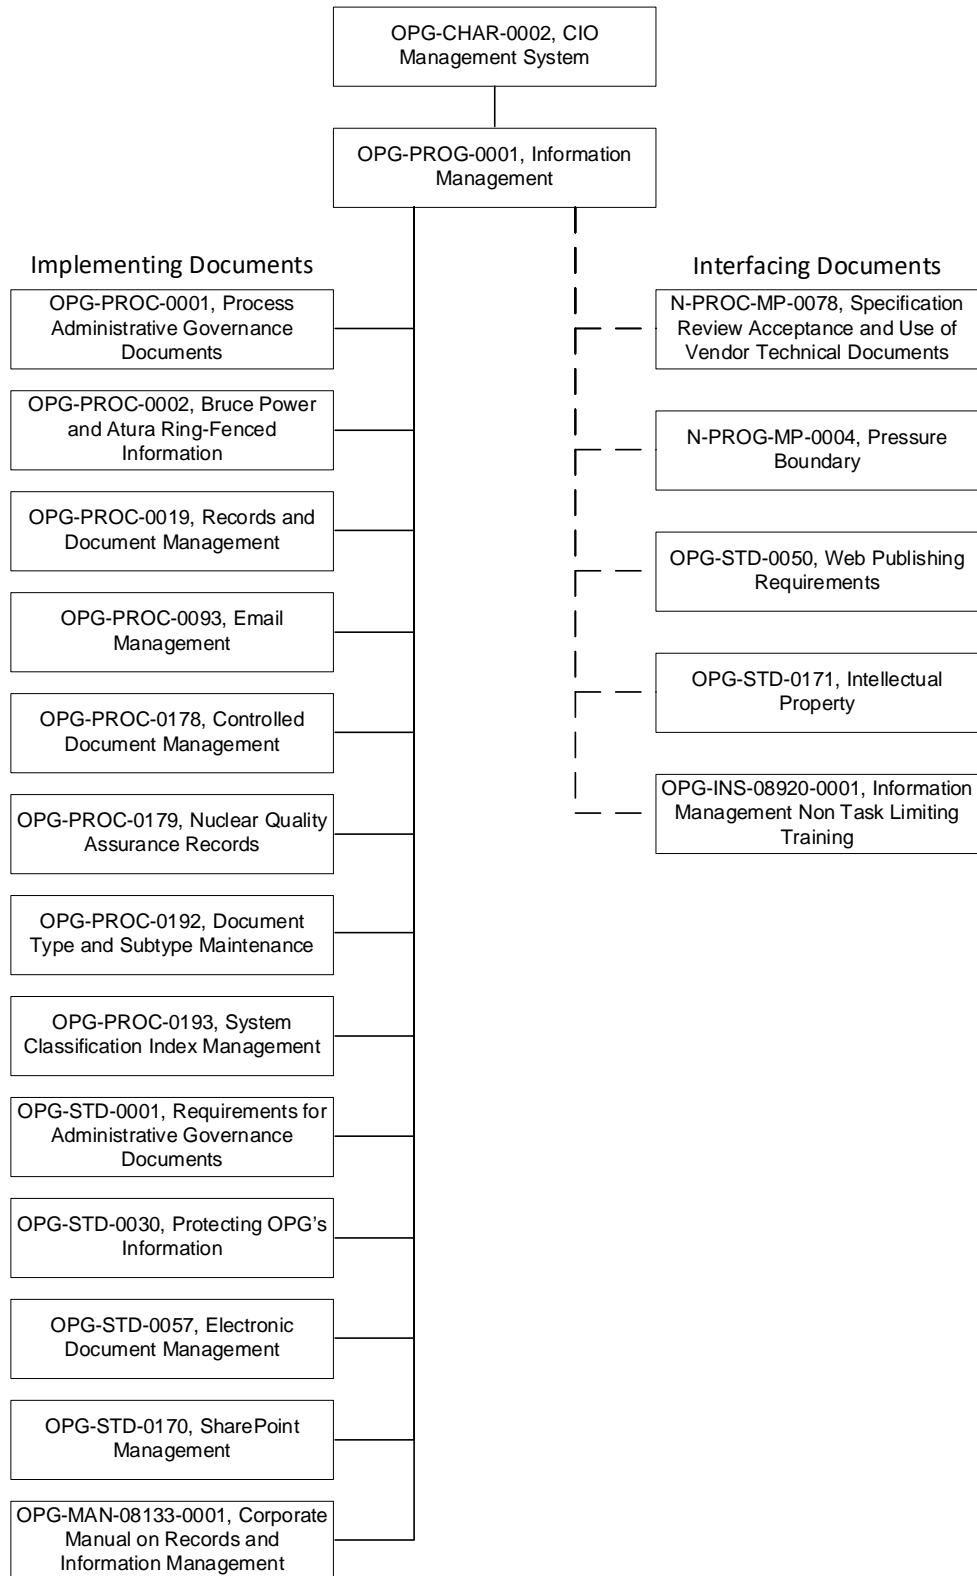 OPG-CHAR-0002, CIO
Management System
OPG-PROG-0001, Information
Management
Implementing Documents
OPG-PROC-0001, Process
Administrative Governance
Documents
OPG-PROC-0002, Bruce Power
and Atura Ring-Fenced
Information
OPG-PROC-0019, Records and
Document Management
OPG-PROC-0093, Email
Management
OPG-PROC-0178, Controlled
Document Management
OPG-PROC-0179, Nuclear Quality
Assurance Records
OPG-PROC-0192, Document
Type and Subtype Maintenance
OPG-PROC-0193, System
Classification Index Management
OPG-STD-0001, Requirements for
Administrative Governance
Documents
OPG-STD-0030, Protecting OPG’s
Information
OPG-STD-0057, Electronic
Document Management
OPG-STD-0170, SharePoint
Management
OPG-MAN-08133-0001, Corporate
Manual on Records and
Information Management
Interfacing Documents
N-PROC-MP-0078, Specification
Review Acceptance and Use of
Vendor Technical Documents
N-PROG-MP-0004, Pressure
Boundary
OPG-STD-0050, Web Publishing
Requirements
OPG-STD-0171, Intellectual
Property
OPG-INS-08920-0001, Information
Management Non Task Limiting
Training